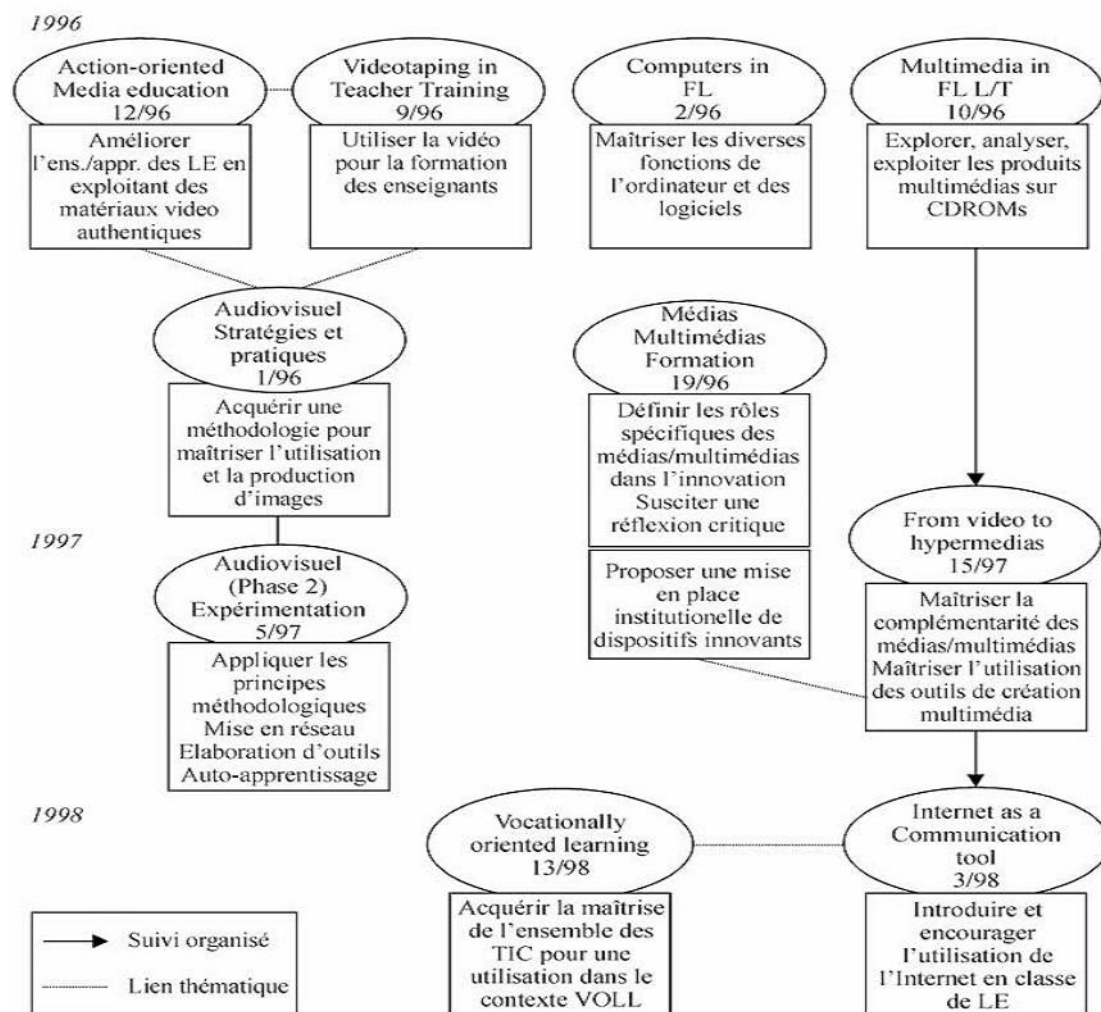 1996
Action-oriented
Media education
12/96
Améliorer
l'ens./appr. des LE en
exploitant des
matériaux video
authentiques
Videotaping in
Teacher Training
9/96
Utiliser la vidéo
pour la formation
des enseignants
Computers in
FL
2/96
Maîtriser les diverses
fonctions de
l'ordinateur et des
logiciels
Multimedia in
FL L/T
10/96
Explorer, analyser,
exploiter les produits
multimédias sur
CDROMs
Audiovisuel
Stratégies et
pratiques
1/96
Acquérir une
méthodologie pour
maîtriser l'utilisation
et la production
d'images
Médias
Multimédias
Formation
19/96
Définir les rôles
spécifiques des
médias/multimédias
dans l'innovation
Susciter une
réflexion critique
Proposer une mise
en place
institutionelle de
dispositifs innovants
1997
Audiovisuel
(Phase 2)
Expérimentation
5/97
Appliquer les
principes
méthodologiques
Mise en réseau
Elaboration d'outils
Auto-apprentissage
From video to
hypermedias
15/97
Maîtriser la
complémentarité des
médias/multimédias
Maîtriser l'utilisation
des outils de création
multimédia
1998
Vocationally
oriented learning
13/98
Acquérir la maîtrise
de l'ensemble des
TIC pour une
utilisation dans le
contexte VOLL
Internet as a
Communication
tool
3/98
Introduire et
encourager
l'utilisation de
l'Internet en classe
de LE
Suivi organisé
Lien thématique